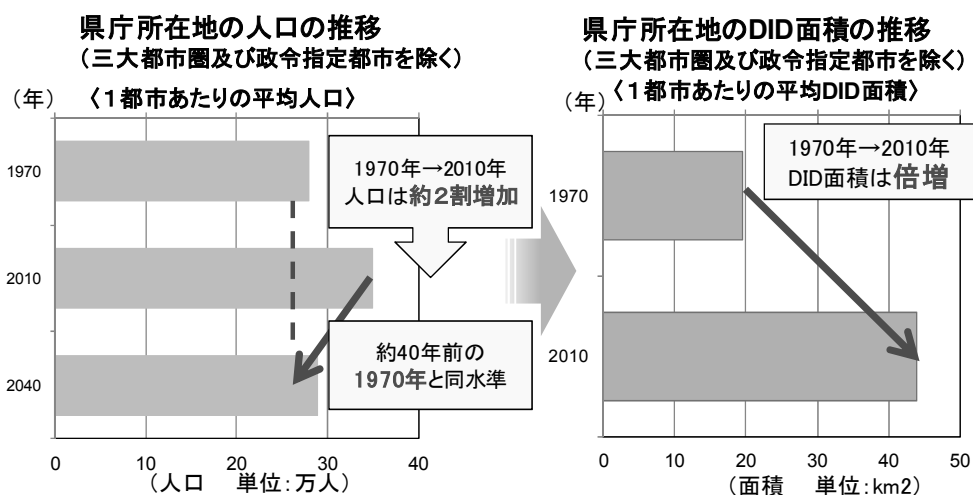 県庁所在地の人口の推移
(三大都市圏及び政令指定都市を除く)
(年) 〈1都市あたりの平均人口〉
1970
2010
2040
1970年→2010年
人口は約2割増加
約40年前の
1970年と同水準
0 10 20 30 40
(人口 単位:万人)
県庁所在地のDID面積の推移
(三大都市圏及び政令指定都市を除く)
(年) 〈1都市あたりの平均DID面積〉
1970年→2010年
DID面積は倍増
1970
2010
0 10 20 30 40 50
(面積 単位:km2)